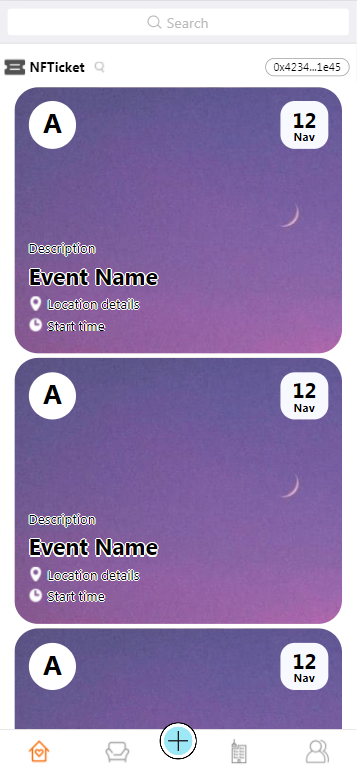 Search
NFTicket
0x4234...1e45
A
12
Nav
Description
Event Name
Location details
Start time
A
12
Nav
Description
Event Name
Location details
Start time
A
12
Nav